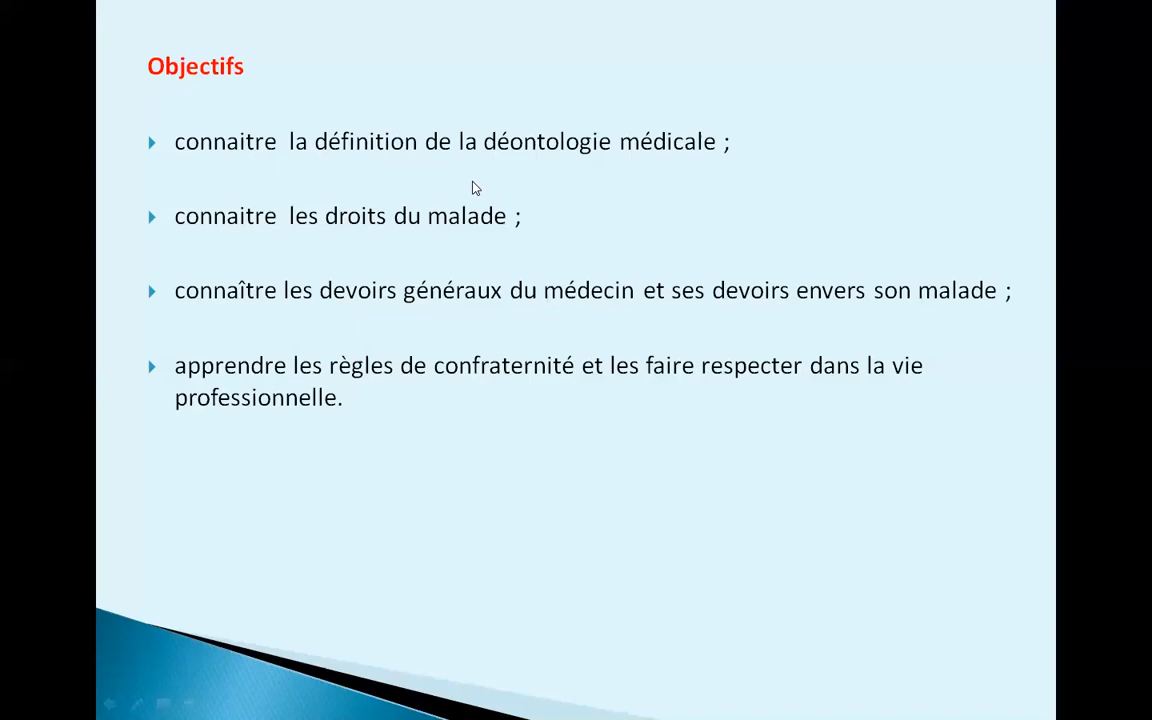 Objectifs
connaitre  la définition de la déontologie médicale ;
connaitre  les droits du malade ;
connaître les devoirs généraux du médecin et ses devoirs envers son malade ;
apprendre les règles de confraternité et les faire respecter dans la vie
professionnelle.